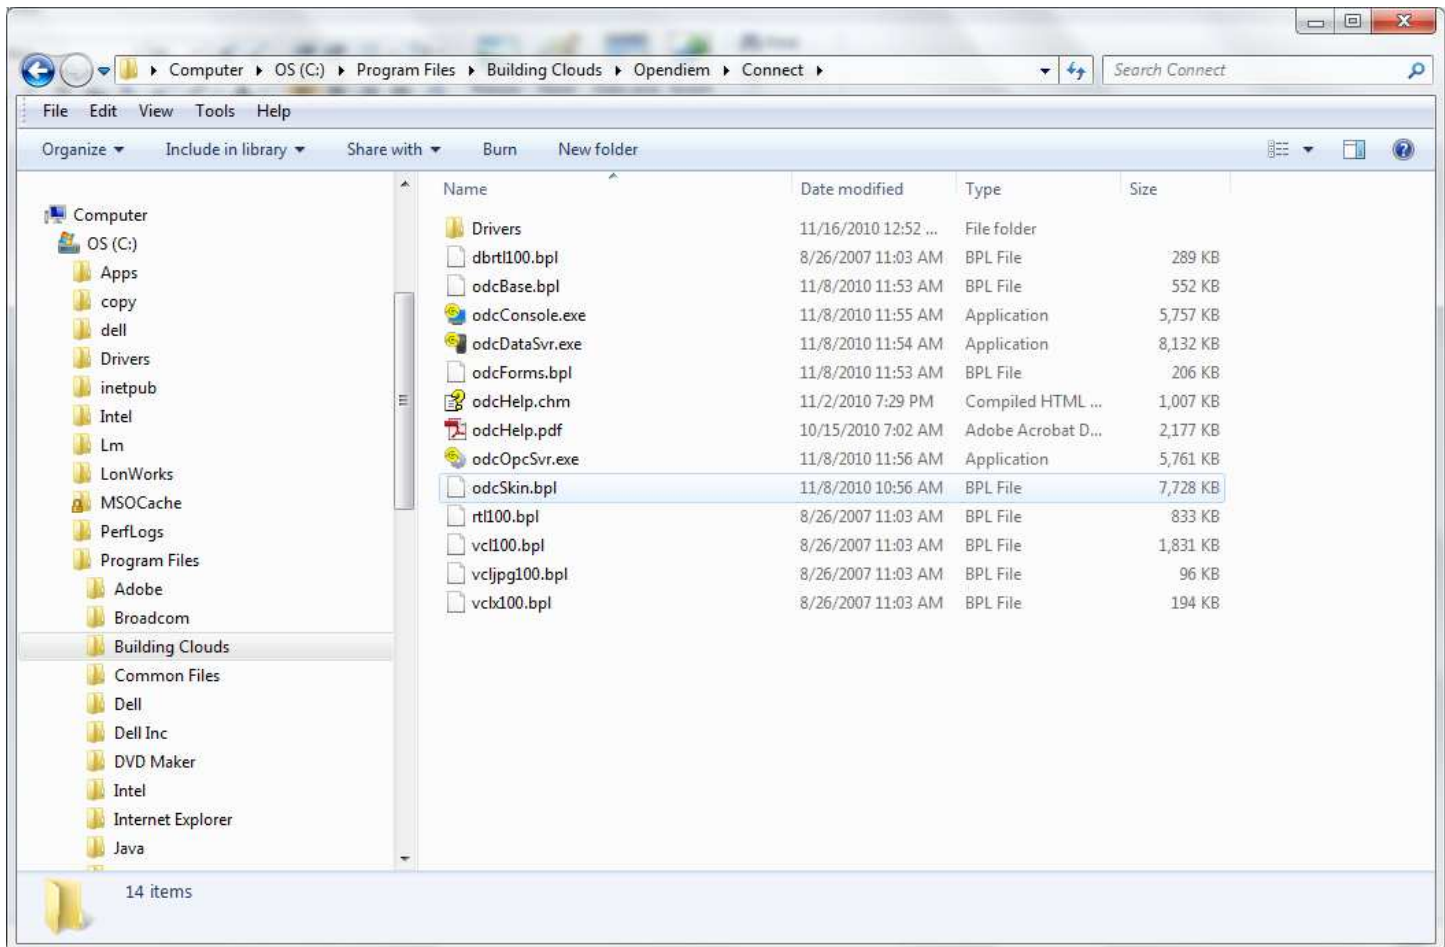 Computer ▸ OS (C:) ▸ Program Files ▸ Building Clouds ▸ Opendiem ▸ Connect ▸ Search Connect
File Edit View Tools Help
Organize Include in library Share with Burn New folder
Name Date modified Type Size
Computer
OS (C:)
Apps
copy
dell
Drivers
inetpub
Intel
Lm
LonWorks
MSOCache
PerfLogs
Program Files
Adobe
Broadcom
Building Clouds
Common Files
Dell
Dell Inc
DVD Maker
Intel
Internet Explorer
Java
Drivers 11/16/2010 12:52 ... File folder
dbrtl100.bpl 8/26/2007 11:03 AM BPL File 289 KB
odcBase.bpl 11/8/2010 11:53 AM BPL File 552 KB
odcConsole.exe 11/8/2010 11:55 AM Application 5,757 KB
odcDataSvr.exe 11/8/2010 11:54 AM Application 8,132 KB
odcForms.bpl 11/8/2010 11:53 AM BPL File 206 KB
odcHelp.chm 11/2/2010 7:29 PM Compiled HTML ... 1,007 KB
odcHelp.pdf 10/15/2010 7:02 AM Adobe Acrobat D... 2,177 KB
odcOpcSvr.exe 11/8/2010 11:56 AM Application 5,761 KB
odcSkin.bpl 11/8/2010 10:56 AM BPL File 7,728 KB
rtl100.bpl 8/26/2007 11:03 AM BPL File 833 KB
vcl100.bpl 8/26/2007 11:03 AM BPL File 1,831 KB
vcljpg100.bpl 8/26/2007 11:03 AM BPL File 96 KB
vclx100.bpl 8/26/2007 11:03 AM BPL File 194 KB
14 items